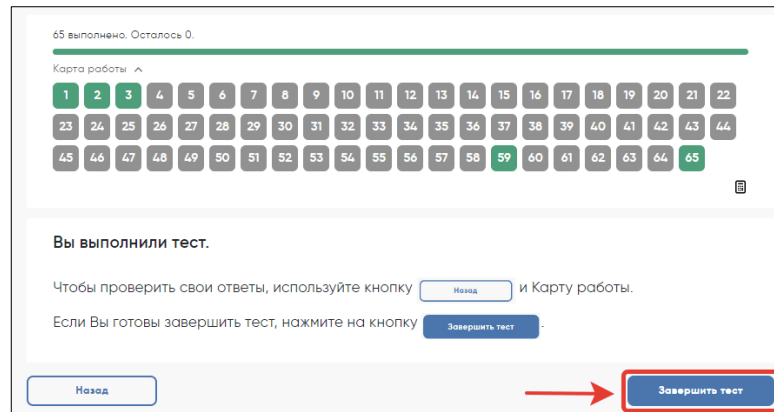 65 выполнено. Осталось 0.
Карта работы
1 2 3 4 5 6 7 8 9 10 11 12 13 14 15 16 17 18 19 20 21 22
23 24 25 26 27 28 29 30 31 32 33 34 35 36 37 38 39 40 41 42 43 44
45 46 47 48 49 50 51 52 53 54 55 56 57 58 59 60 61 62 63 64 65
Вы выполнили тест.
Чтобы проверить свои ответы, используйте кнопку Назад и Карту работы.
Если Вы готовы завершить тест, нажмите на кнопку Завершить тест .
Назад Завершить тест